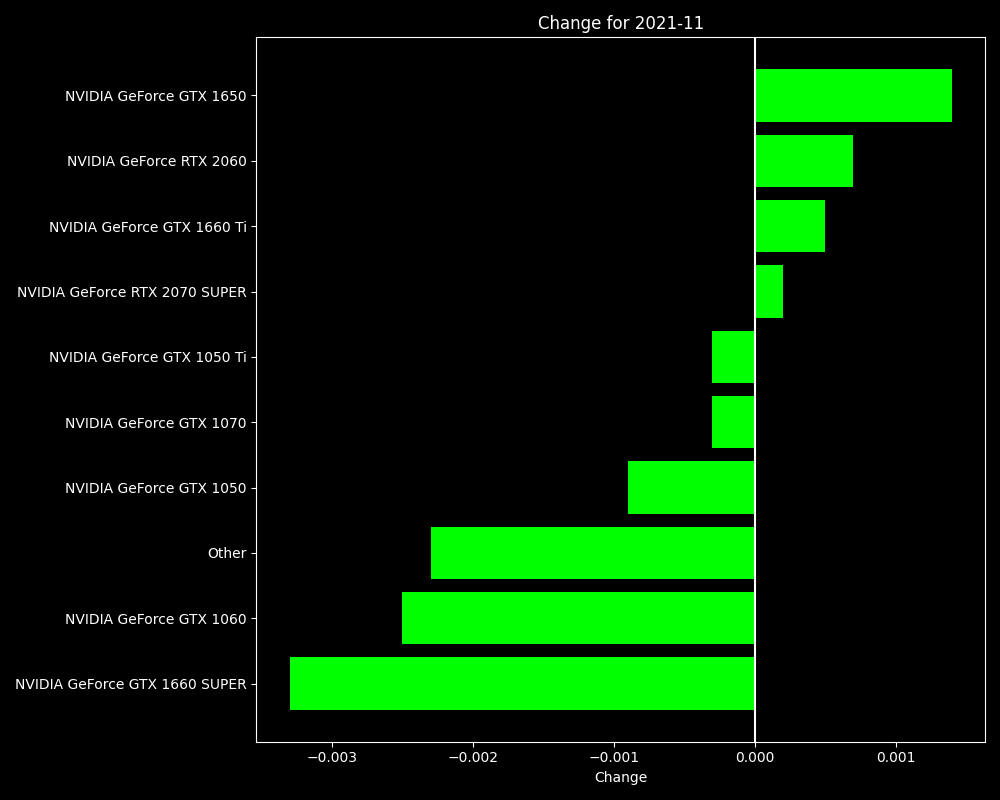 Change for 2021-11
NVIDIA GeForce GTX 1650
NVIDIA GeForce RTX 2060
NVIDIA GeForce GTX 1660 Ti
NVIDIA GeForce RTX 2070 SUPER
NVIDIA GeForce GTX 1050 Ti
NVIDIA GeForce GTX 1070
NVIDIA GeForce GTX 1050
Other
NVIDIA GeForce GTX 1060
NVIDIA GeForce GTX 1660 SUPER
−0.003 −0.002 −0.001 0.000 0.001
Change